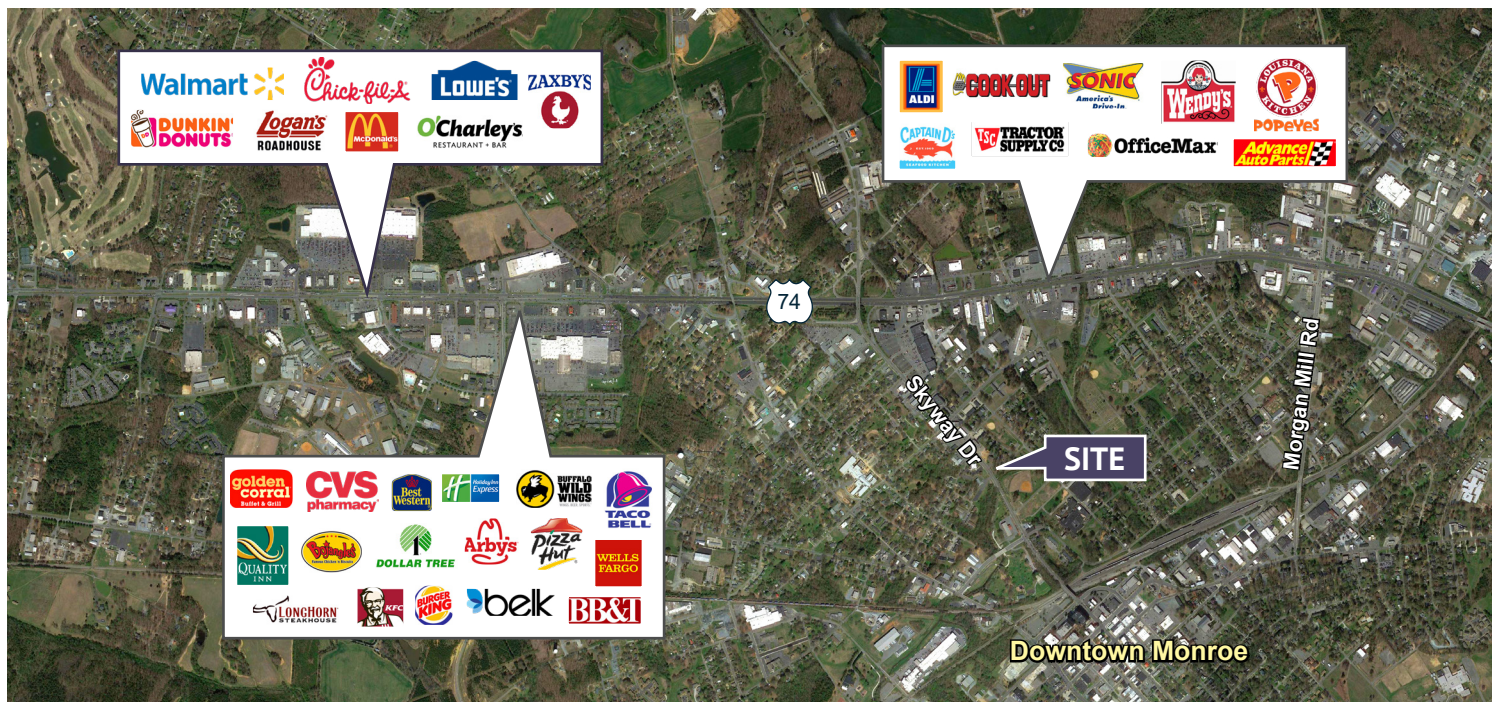 Walmart
Chick-fil-A
LOWE'S
ZAXBY'S
DD
DUNKIN'
DONUTS
Logan's
ROADHOUSE
McDonald's
O'Charley's
RESTAURANT + BAR
ALDI
COOK-OUT
SONIC
America's
Drive-In
WENDY'S
LOUISIANA
KITCHEN
POPEYES
CAPTAIN D'S
SEAFOOD KITCHEN
TSC
TRACTOR
SUPPLY CO
OfficeMax
Advance
Auto Parts
74
Skyway Dr
Morgan Mill Rd
SITE
golden
corral
Buffet & Grill
CVS
pharmacy
Best
Western
H
Holiday Inn
Express
BUFFALO
WILD
WINGS
TACO
BELL
QUALITY
INN
Bojangles'
DOLLAR TREE
Arby's
Pizza
Hut
WELLS
FARGO
LONGHORN
STEAKHOUSE
KFC
BURGER
KING
belk
BB&T
Downtown Monroe